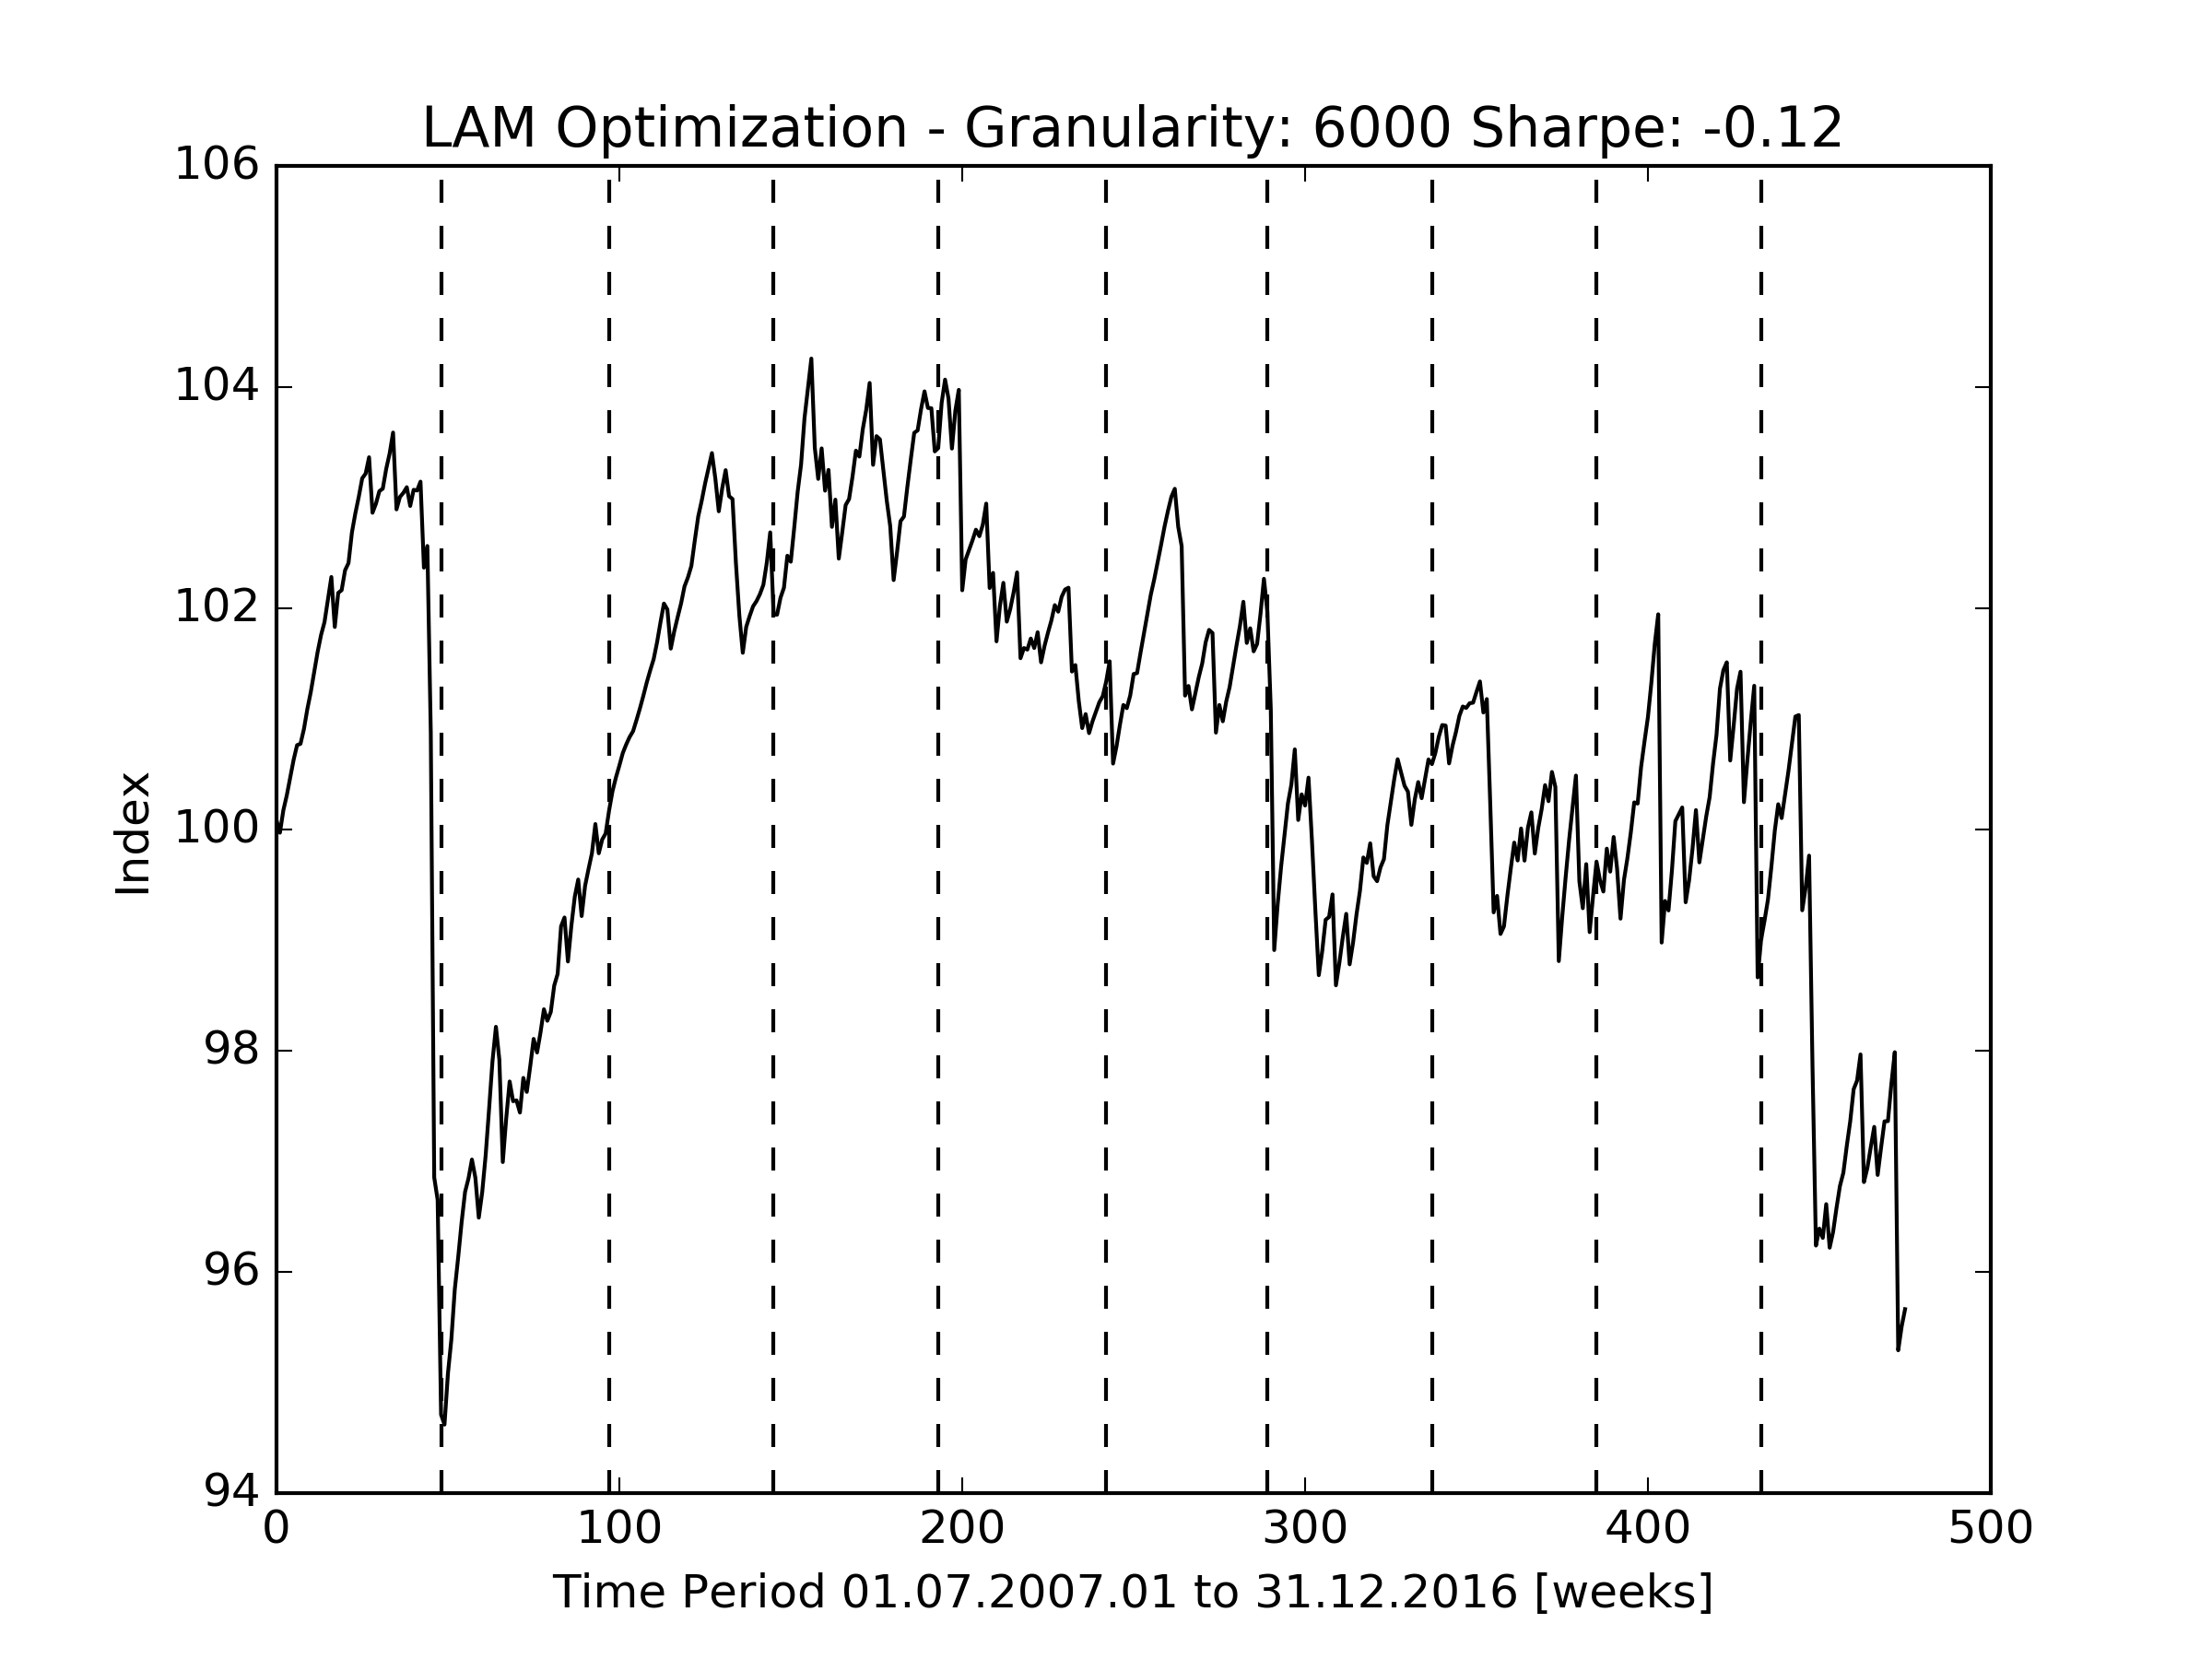 LAM Optimization - Granularity: 6000 Sharpe: -0.12
106
104
102
100
98
96
94
Index
0 100 200 300 400 500
Time Period 01.07.2007.01 to 31.12.2016 [weeks]